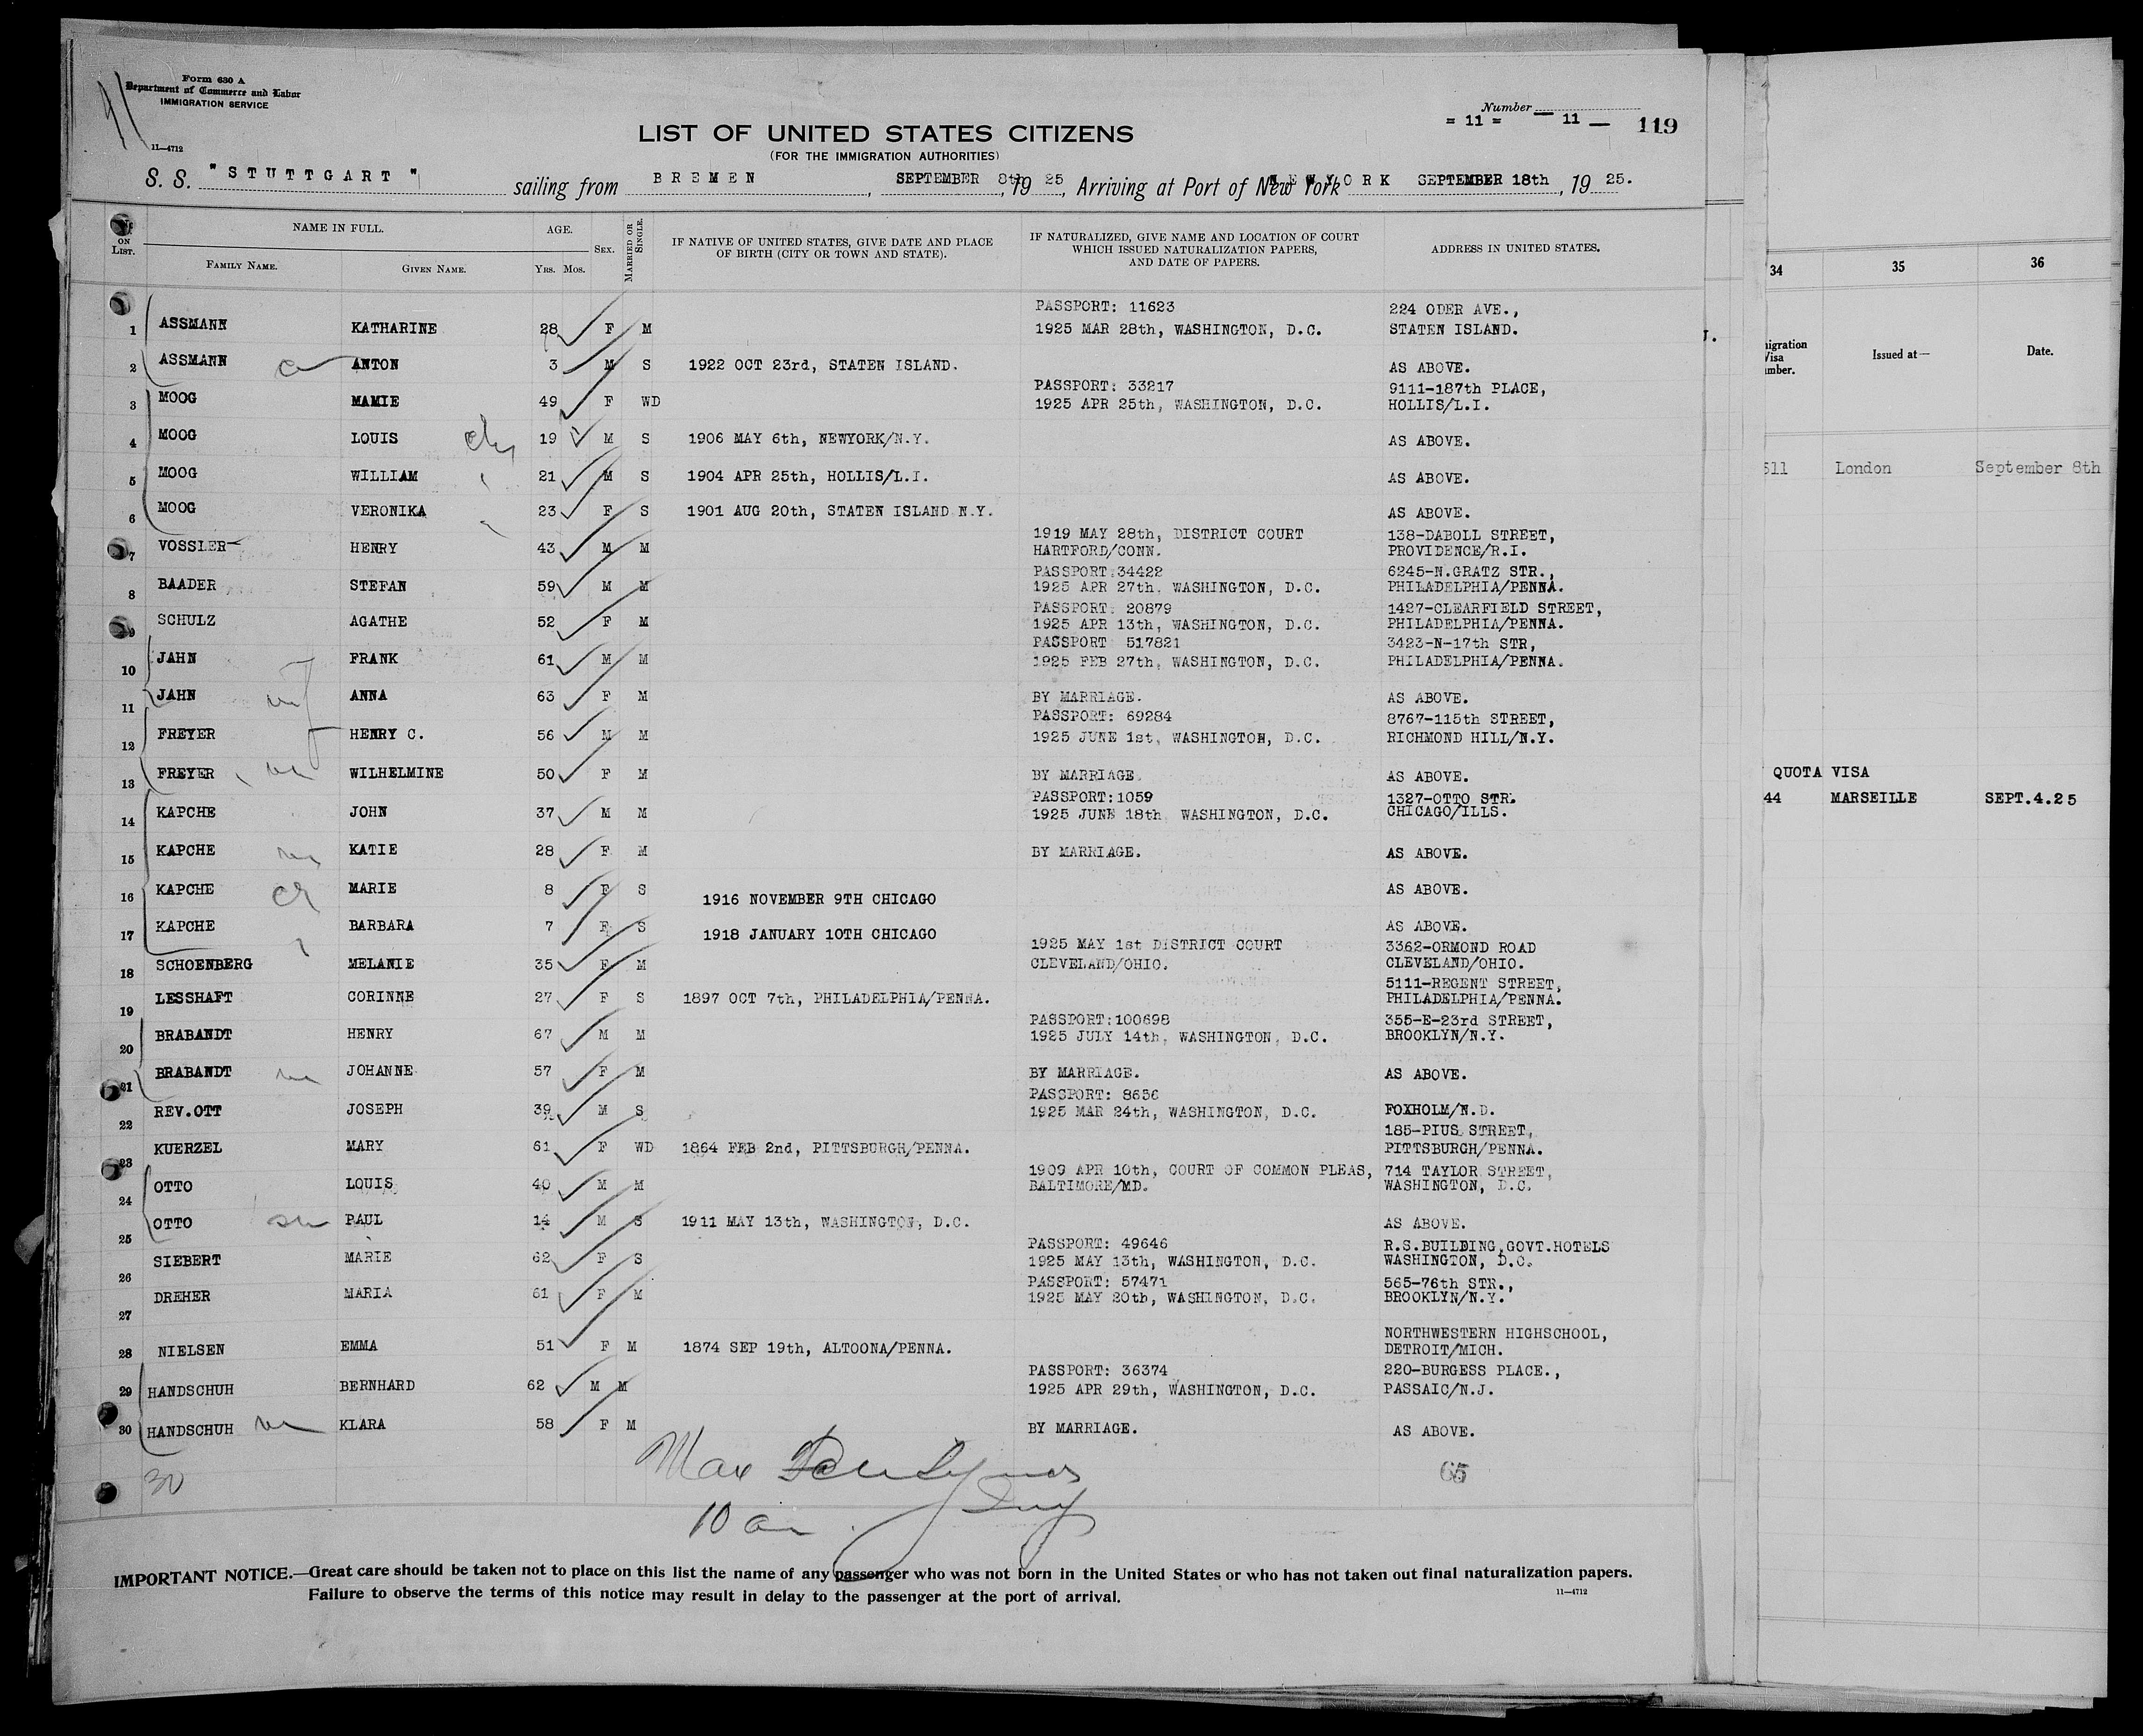 Form 630 A
Department of Commerce and Labor
IMMIGRATION SERVICE
11—4712
Number
= 11 = — 11 — 119
LIST OF UNITED STATES CITIZENS
(FOR THE IMMIGRATION AUTHORITIES)
S. S. "STUTTGART" sailing from BREMEN, SEPTEMBER 8th, 19 25, Arriving at Port of New York NEWYORK SEPTEMBER 18th, 19 25.
ON LIST. NAME IN FULL. AGE. SEX. MARRIED OR SINGLE. IF NATIVE OF UNITED STATES, GIVE DATE AND PLACE OF BIRTH (CITY OR TOWN AND STATE). IF NATURALIZED, GIVE NAME AND LOCATION OF COURT WHICH ISSUED NATURALIZATION PAPERS, AND DATE OF PAPERS. ADDRESS IN UNITED STATES.
FAMILY NAME. GIVEN NAME. YRS. MOS.
PASSPORT: 11623 224 ODER AVE.,
1 ASSMANN KATHARINE 28 F M 1925 MAR 28th, WASHINGTON, D.C. STATEN ISLAND.
2 ASSMANN ANTON 3 M S 1922 OCT 23rd, STATEN ISLAND. AS ABOVE.
PASSPORT: 33217 9111-187th PLACE,
3 MOOG MAMIE 49 F WD 1925 APR 25th, WASHINGTON, D.C. HOLLIS/L.I.
4 MOOG LOUIS 19 M S 1906 MAY 6th, NEWYORK/N.Y. AS ABOVE.
5 MOOG WILLIAM 21 M S 1904 APR 25th, HOLLIS/L.I. AS ABOVE.
6 MOOG VERONIKA 23 F S 1901 AUG 20th, STATEN ISLAND N.Y. AS ABOVE.
1919 MAY 28th, DISTRICT COURT 138-DABOLL STREET,
7 VOSSLER HENRY 43 M M HARTFORD/CONN. PROVIDENCE/R.I.
PASSPORT 34422 6245-N.GRATZ STR.,
8 BAADER STEFAN 59 M M 1925 APR 27th, WASHINGTON, D.C. PHILADELPHIA/PENNA.
PASSPORT: 20879 1427-CLEARFIELD STREET,
9 SCHULZ AGATHE 52 F M 1925 APR 13th, WASHINGTON, D.C. PHILADELPHIA/PENNA.
PASSPORT 517821 3423-N-17th STR,
10 JAHN FRANK 61 M M 1925 FEB 27th, WASHINGTON, D.C. PHILADELPHIA/PENNA.
11 JAHN ANNA 63 F M BY MARRIAGE. AS ABOVE.
PASSPORT: 69284 8767-115th STREET,
12 FREYER HENRY C. 56 M M 1925 JUNE 1st, WASHINGTON, D.C. RICHMOND HILL/N.Y.
13 FREYER WILHELMINE 50 F M BY MARRIAGE. AS ABOVE.
PASSPORT:1059 1327-OTTO STR.
14 KAPCHE JOHN 37 M M 1925 JUNE 18th, WASHINGTON, D.C. CHICAGO/ILLS.
15 KAPCHE KATIE 28 F M BY MARRIAGE. AS ABOVE.
16 KAPCHE MARIE 8 F S 1916 NOVEMBER 9TH CHICAGO AS ABOVE.
17 KAPCHE BARBARA 7 F S 1918 JANUARY 10TH CHICAGO AS ABOVE.
1925 MAY 1st DISTRICT COURT 3362-ORMOND ROAD
18 SCHOENBERG MELANIE 35 F M CLEVELAND/OHIO. CLEVELAND/OHIO.
5111-REGENT STREET,
19 LESSHAFT CORINNE 27 F S 1897 OCT 7th, PHILADELPHIA/PENNA. PHILADELPHIA/PENNA.
PASSPORT:100698 355-E-23rd STREET,
20 BRABANDT HENRY 67 M M 1925 JULY 14th, WASHINGTON, D.C. BROOKLYN/N.Y.
21 BRABANDT JOHANNE 57 F M BY MARRIAGE. AS ABOVE.
PASSPORT: 8656
22 REV.OTT JOSEPH 39 M S 1925 MAR 24th, WASHINGTON, D.C. FOXHOLM/N.D.
185-PIUS STREET,
23 KUERZEL MARY 61 F WD 1864 FEB 2nd, PITTSBURGH/PENNA. PITTSBURGH/PENNA.
1909 APR 10th, COURT OF COMMON PLEAS, 714 TAYLOR STREET,
24 OTTO LOUIS 40 M M BALTIMORE/MD. WASHINGTON, D.C.
25 OTTO PAUL 14 M S 1911 MAY 13th, WASHINGTON, D.C. AS ABOVE.
PASSPORT: 49646 R.S.BUILDING,GOVT.HOTELS
26 SIEBERT MARIE 62 F S 1925 MAY 13th, WASHINGTON, D.C. WASHINGTON, D.C.
PASSPORT: 57471 565-76th STR.,
27 DREHER MARIA 61 F M 1925 MAY 20th, WASHINGTON, D.C. BROOKLYN/N.Y.
NORTHWESTERN HIGHSCHOOL,
28 NIELSEN EMMA 51 F M 1874 SEP 19th, ALTOONA/PENNA. DETROIT/MICH.
PASSPORT: 36374 220-BURGESS PLACE.,
29 HANDSCHUH BERNHARD 62 M M 1925 APR 29th, WASHINGTON, D.C. PASSAIC/N.J.
30 HANDSCHUH KLARA 58 F M BY MARRIAGE. AS ABOVE.
30 Max 65
10 am
IMPORTANT NOTICE.—Great care should be taken not to place on this list the name of any passenger who was not born in the United States or who has not taken out final naturalization papers.
Failure to observe the terms of this notice may result in delay to the passenger at the port of arrival.
11—4712
34 35 36
Issued at— Date.
511 London September 8th
QUOTA VISA
44 MARSEILLE SEPT.4.25